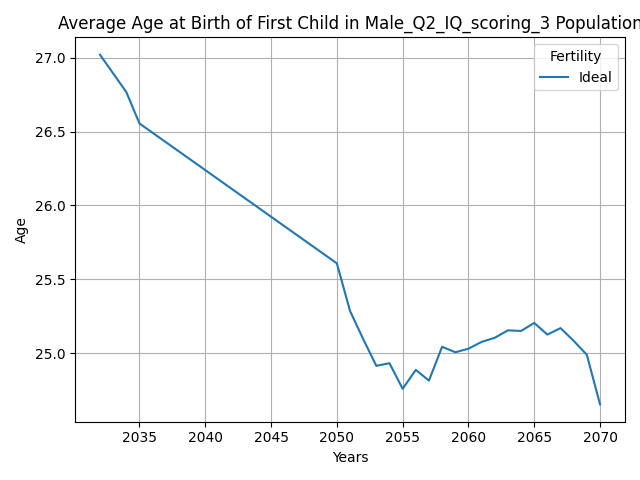 Average Age at Birth of First Child in Male_Q2_IQ_scoring_3 Population
Fertility
Ideal
27.0
26.5
26.0
25.5
25.0
Age
2035 2040 2045 2050 2055 2060 2065 2070
Years